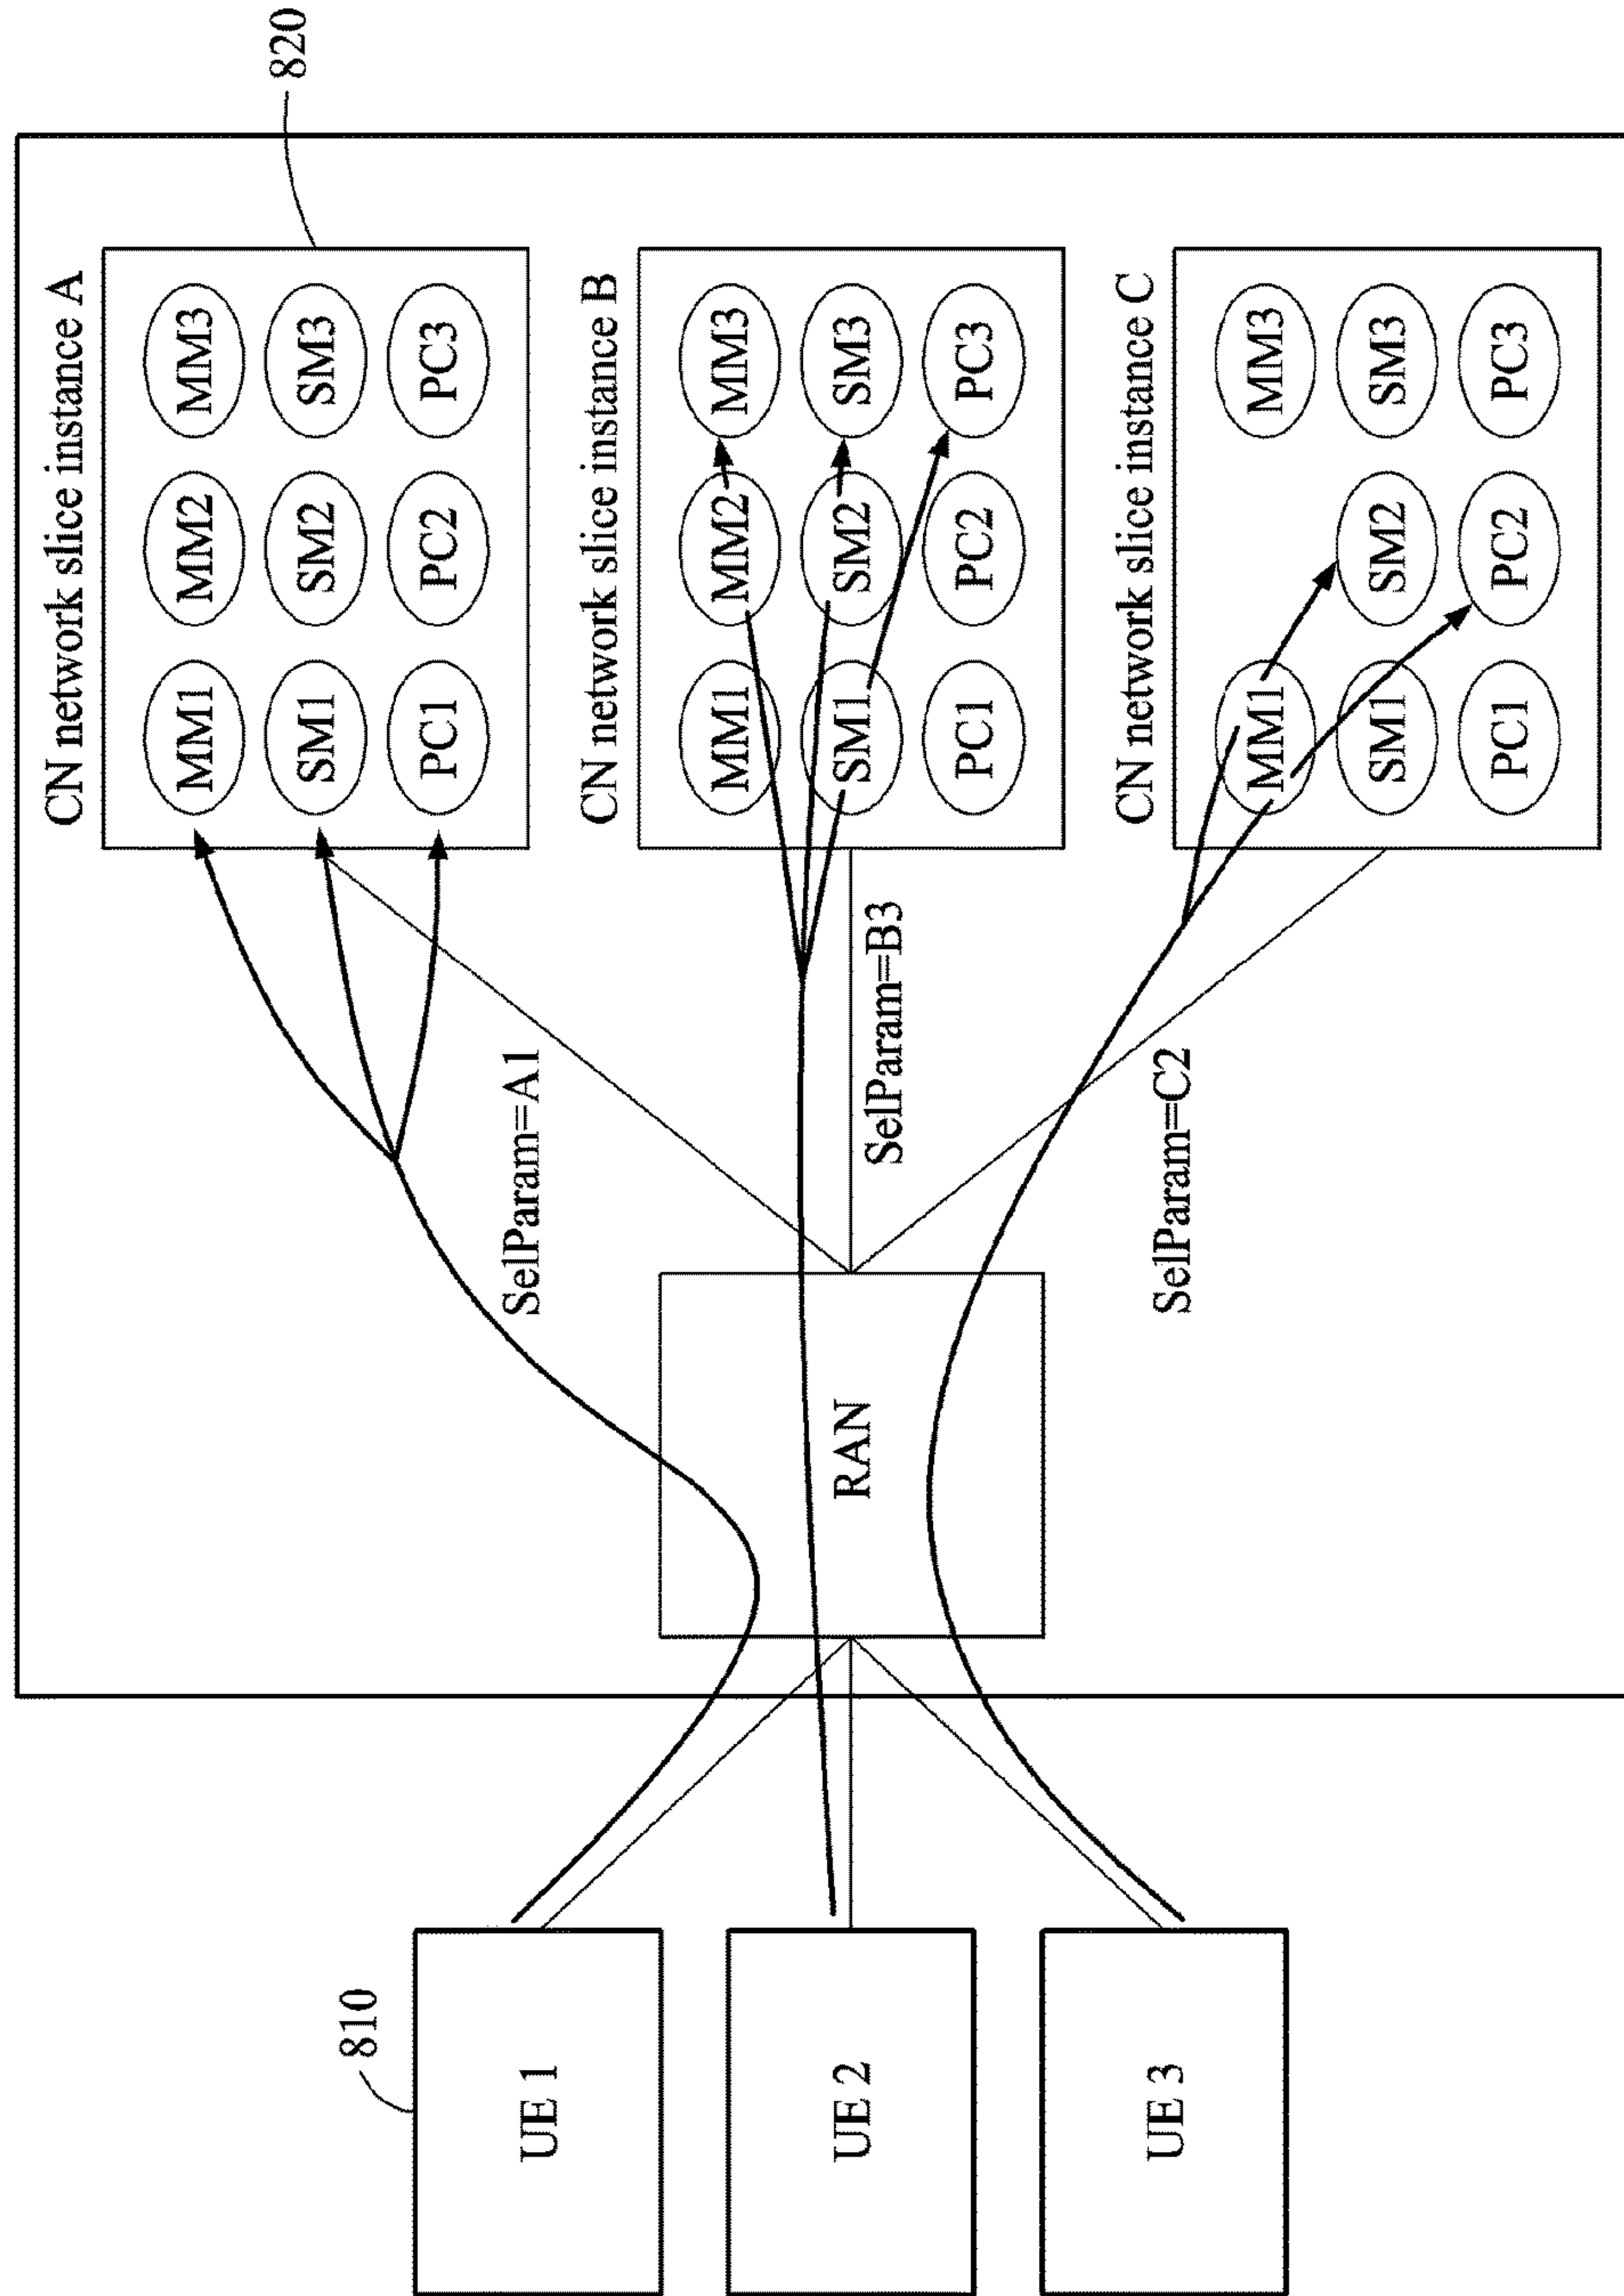 820
CN network slice instance A
MM1 MM2 MM3
SM1 SM2 SM3
PC1 PC2 PC3
CN network slice instance B
MM1 MM2 MM3
SM1 SM2 SM3
PC1 PC2 PC3
CN network slice instance C
MM1 MM3
SM1 SM2 SM3
PC1 PC2 PC3
SelParam=A1
SelParam=B3
SelParam=C2
RAN
810
UE 1
UE 2
UE 3